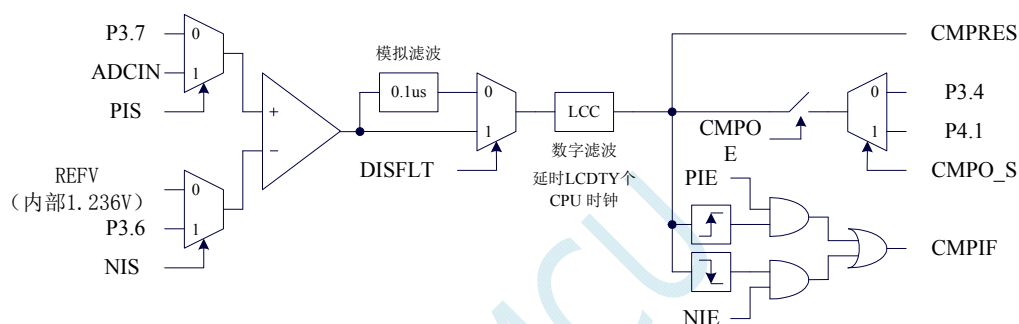 P3.7
0
ADCIN
1
PIS
+
−
REFV
（内部1.236V）
0
P3.6
1
NIS
模拟滤波
0.1us
0
1
DISFLT
LCC
数字滤波
延时LCDTY个
CPU 时钟
CMPRES
CMPO
E
0
P3.4
1
P4.1
CMPO_S
PIE
CMPIF
NIE
MCU